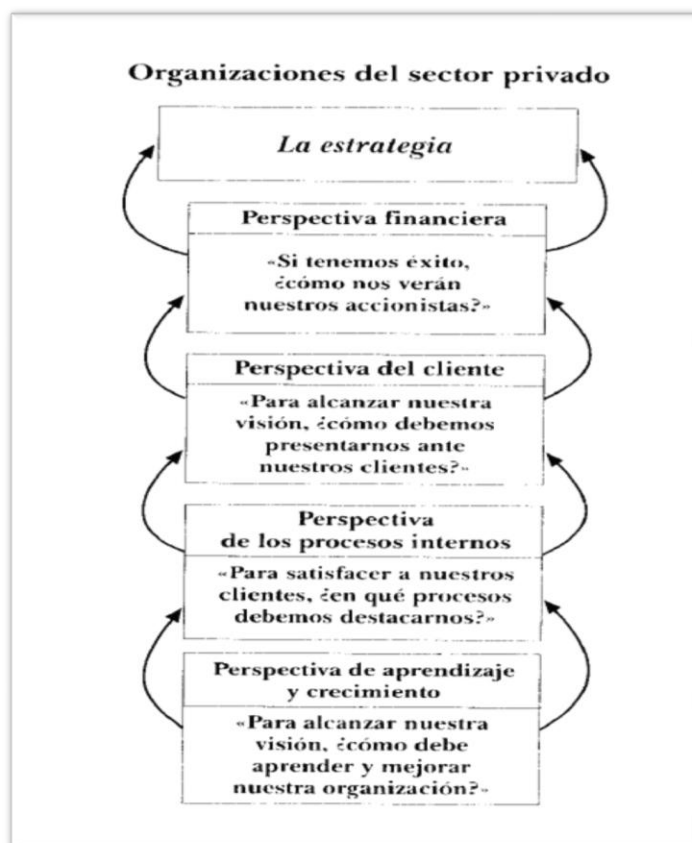 Organizaciones del sector privado
La estrategia
Perspectiva financiera
«Si tenemos éxito,
¿cómo nos verán
nuestros accionistas?»
Perspectiva del cliente
«Para alcanzar nuestra
visión, ¿cómo debemos
presentarnos ante
nuestros clientes?»
Perspectiva
de los procesos internos
«Para satisfacer a nuestros
clientes, ¿en qué procesos
debemos destacarnos?»
Perspectiva de aprendizaje
y crecimiento
«Para alcanzar nuestra
visión, ¿cómo debe
aprender y mejorar
nuestra organización?»